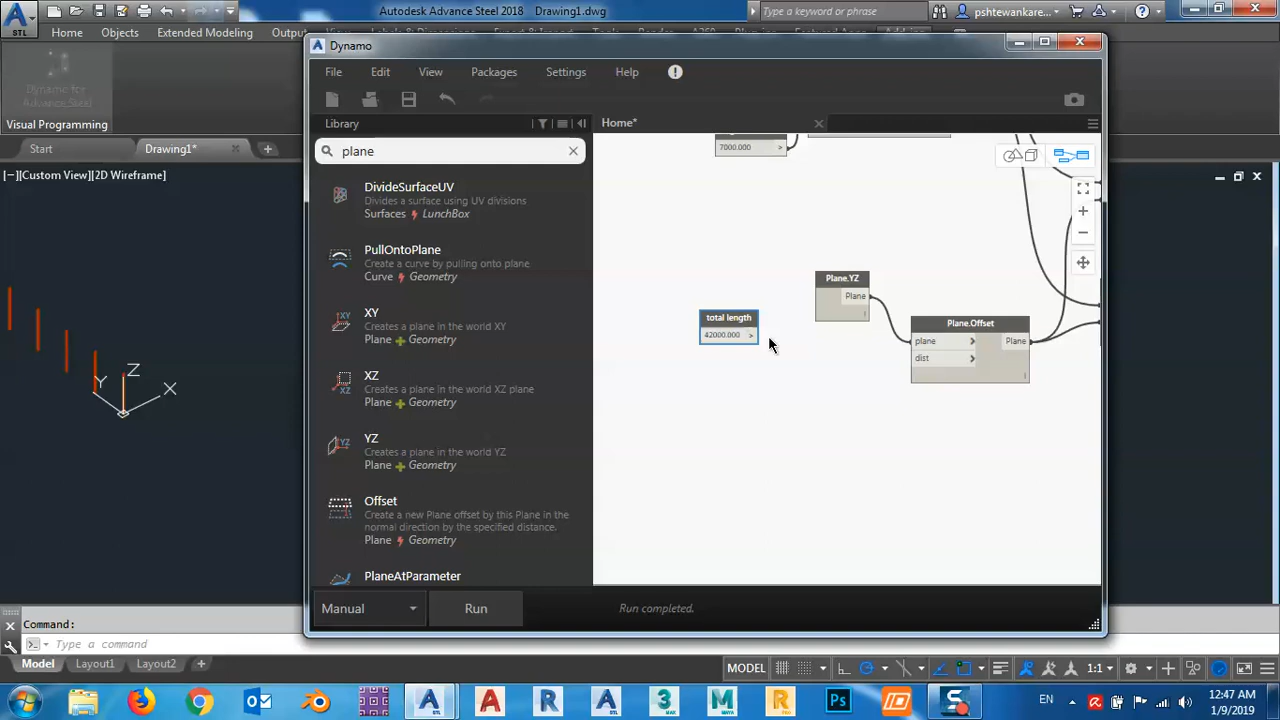 Autodesk Advance Steel 2018 Drawing1.dwg
Type a keyword or phrase
pshtewankare...
STL
Home Objects Extended Modeling Output
Dynamo for
Advance Steel
Visual Programming
Start Drawing1*
[−][Custom View][2D Wireframe]
Z
Y X
Dynamo
File Edit View Packages Settings Help
Library Home*
plane
DivideSurfaceUV
Divides a surface using UV divisions
Surfaces LunchBox
PullOntoPlane
Create a curve by pulling onto plane
Curve Geometry
XY
Creates a plane in the world XY
Plane Geometry
XZ
Creates a plane in the world XZ plane
Plane Geometry
YZ
Creates a plane in the world YZ
Plane Geometry
Offset
Create a new Plane offset by this Plane in the
normal direction by the specified distance.
Plane Geometry
PlaneAtParameter
7000.000 >
Plane.YZ
Plane
total length
42000.000 >
Plane.Offset
plane > Plane
dist >
Manual Run Run completed.
Command:
Type a command
Model Layout1 Layout2 +
MODEL 1:1
EN 12:47 AM
1/9/2019